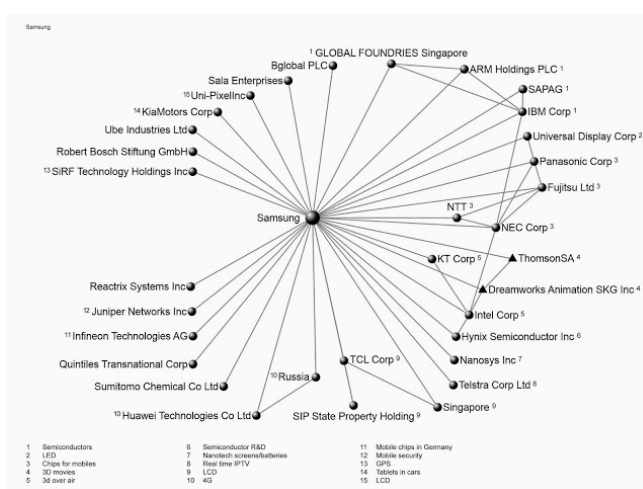 Samsung
1 GLOBAL FOUNDRIES Singapore
Bglobal PLC
ARM Holdings PLC 1
Sala Enterprises
SAPAG 1
15 Uni-PixelInc
14 KiaMotors Corp
IBM Corp 1
Ube Industries Ltd
Universal Display Corp 2
Robert Bosch Stiftung GmbH
Panasonic Corp 3
13 SiRF Technology Holdings Inc
Fujitsu Ltd 3
NTT 3
Samsung
NEC Corp 3
KT Corp 5
ThomsonSA 4
Reactrix Systems Inc
Dreamworks Animation SKG Inc 4
12 Juniper Networks Inc
Intel Corp 5
11 Infineon Technologies AG
Hynix Semiconductor Inc 6
Quintiles Transnational Corp
TCL Corp 9
Nanosys Inc 7
10 Russia
Sumitomo Chemical Co Ltd
Telstra Corp Ltd 8
10 Huawei Technologies Co Ltd
SIP State Property Holding 9
Singapore 9
1 Semiconductors
2 LED
3 Chips for mobiles
4 3D movies
5 3d over air
6 Semiconductor R&D
7 Nanotech screens/batteries
8 Real time IPTV
9 LCD
10 4G
11 Mobile chips in Germany
12 Mobile security
13 GPS
14 Tablets in cars
15 LCD